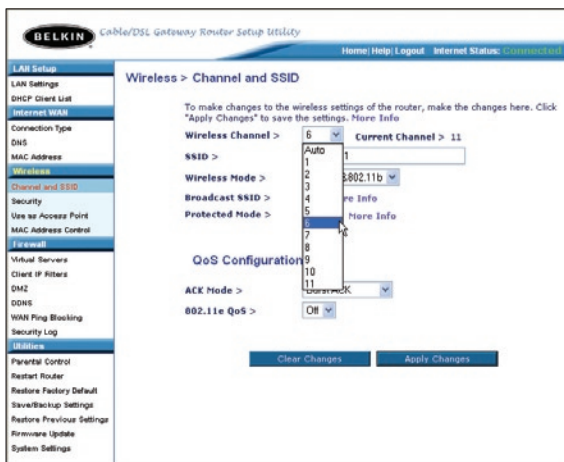 BELKIN
Cable/DSL Gateway Router Setup Utility
Home|Help|Logout Internet Status: Connected
LAN Setup
LAN Settings
DHCP Client List
Internet WAN
Connection Type
DNS
MAC Address
Wireless
Channel and SSID
Security
Use as Access Point
MAC Address Control
Firewall
Virtual Servers
Client IP Filters
DMZ
DDNS
WAN Ping Blocking
Security Log
Utilities
Parental Control
Restart Router
Restore Factory Default
Save/Backup Settings
Restore Previous Settings
Firmware Update
System Settings
Wireless > Channel and SSID
To make changes to the wireless settings of the router, make the changes here. Click
"Apply Changes" to save the settings. More Info
Wireless Channel > 6 Current Channel > 11
SSID > 1
Wireless Mode > &802.11b
Broadcast SSID > re Info
Protected Mode > More Info
Auto
1
2
3
4
5
6
7
8
9
10
11
QoS Configuration
ACK Mode >
802.11e QoS > Off
Clear Changes Apply Changes